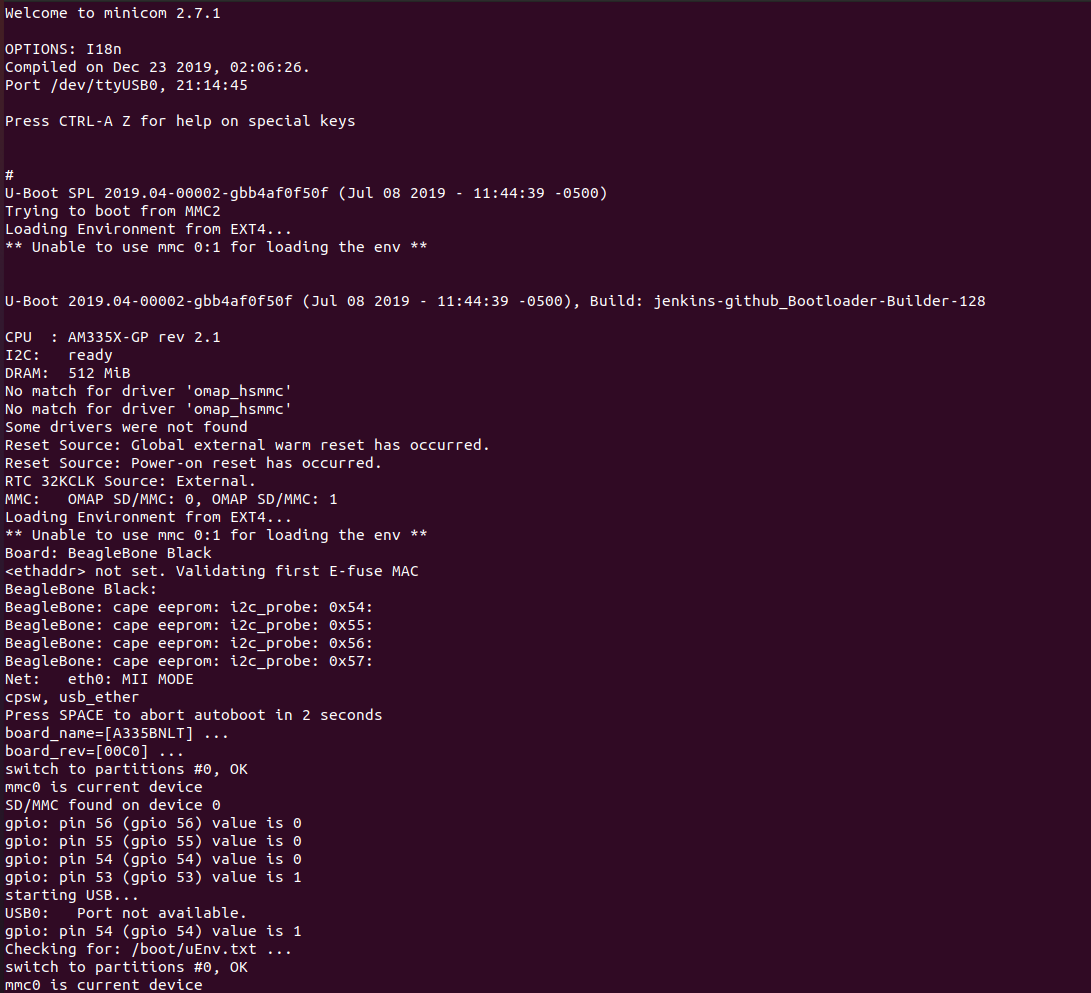 Welcome to minicom 2.7.1
OPTIONS: I18n
Compiled on Dec 23 2019, 02:06:26.
Port /dev/ttyUSB0, 21:14:45
Press CTRL-A Z for help on special keys
#
U-Boot SPL 2019.04-00002-gbb4af0f50f (Jul 08 2019 - 11:44:39 -0500)
Trying to boot from MMC2
Loading Environment from EXT4...
** Unable to use mmc 0:1 for loading the env **
U-Boot 2019.04-00002-gbb4af0f50f (Jul 08 2019 - 11:44:39 -0500), Build: jenkins-github_Bootloader-Builder-128
CPU  : AM335X-GP rev 2.1
I2C:   ready
DRAM:  512 MiB
No match for driver 'omap_hsmmc'
No match for driver 'omap_hsmmc'
Some drivers were not found
Reset Source: Global external warm reset has occurred.
Reset Source: Power-on reset has occurred.
RTC 32KCLK Source: External.
MMC:   OMAP SD/MMC: 0, OMAP SD/MMC: 1
Loading Environment from EXT4...
** Unable to use mmc 0:1 for loading the env **
Board: BeagleBone Black
<ethaddr> not set. Validating first E-fuse MAC
BeagleBone Black:
BeagleBone: cape eeprom: i2c_probe: 0x54:
BeagleBone: cape eeprom: i2c_probe: 0x55:
BeagleBone: cape eeprom: i2c_probe: 0x56:
BeagleBone: cape eeprom: i2c_probe: 0x57:
Net:   eth0: MII MODE
cpsw, usb_ether
Press SPACE to abort autoboot in 2 seconds
board_name=[A335BNLT] ...
board_rev=[00C0] ...
switch to partitions #0, OK
mmc0 is current device
SD/MMC found on device 0
gpio: pin 56 (gpio 56) value is 0
gpio: pin 55 (gpio 55) value is 0
gpio: pin 54 (gpio 54) value is 0
gpio: pin 53 (gpio 53) value is 1
starting USB...
USB0:   Port not available.
gpio: pin 54 (gpio 54) value is 1
Checking for: /boot/uEnv.txt ...
switch to partitions #0, OK
mmc0 is current device